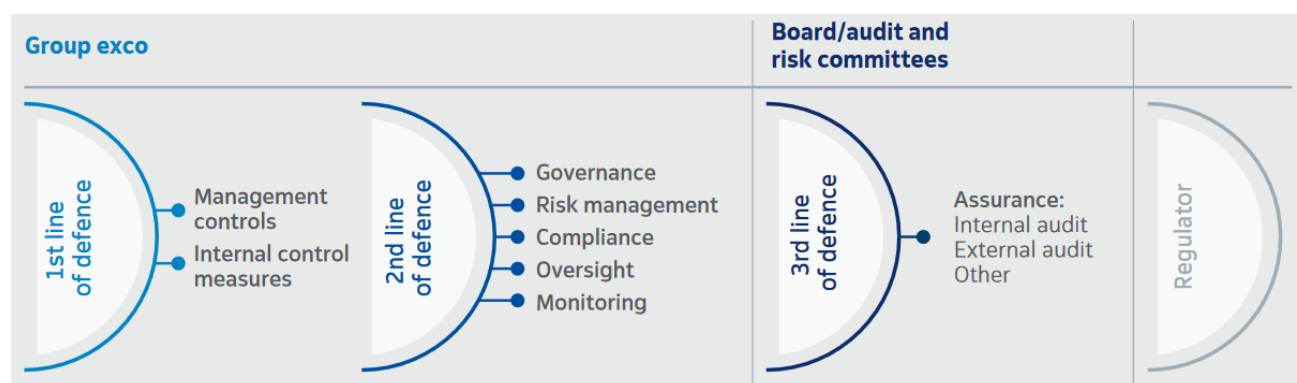 Group exco
Board/audit and
risk committees
1st line
of defence
Management
controls
Internal control
measures
2nd line
of defence
Governance
Risk management
Compliance
Oversight
Monitoring
3rd line
of defence
Assurance:
Internal audit
External audit
Other
Regulator